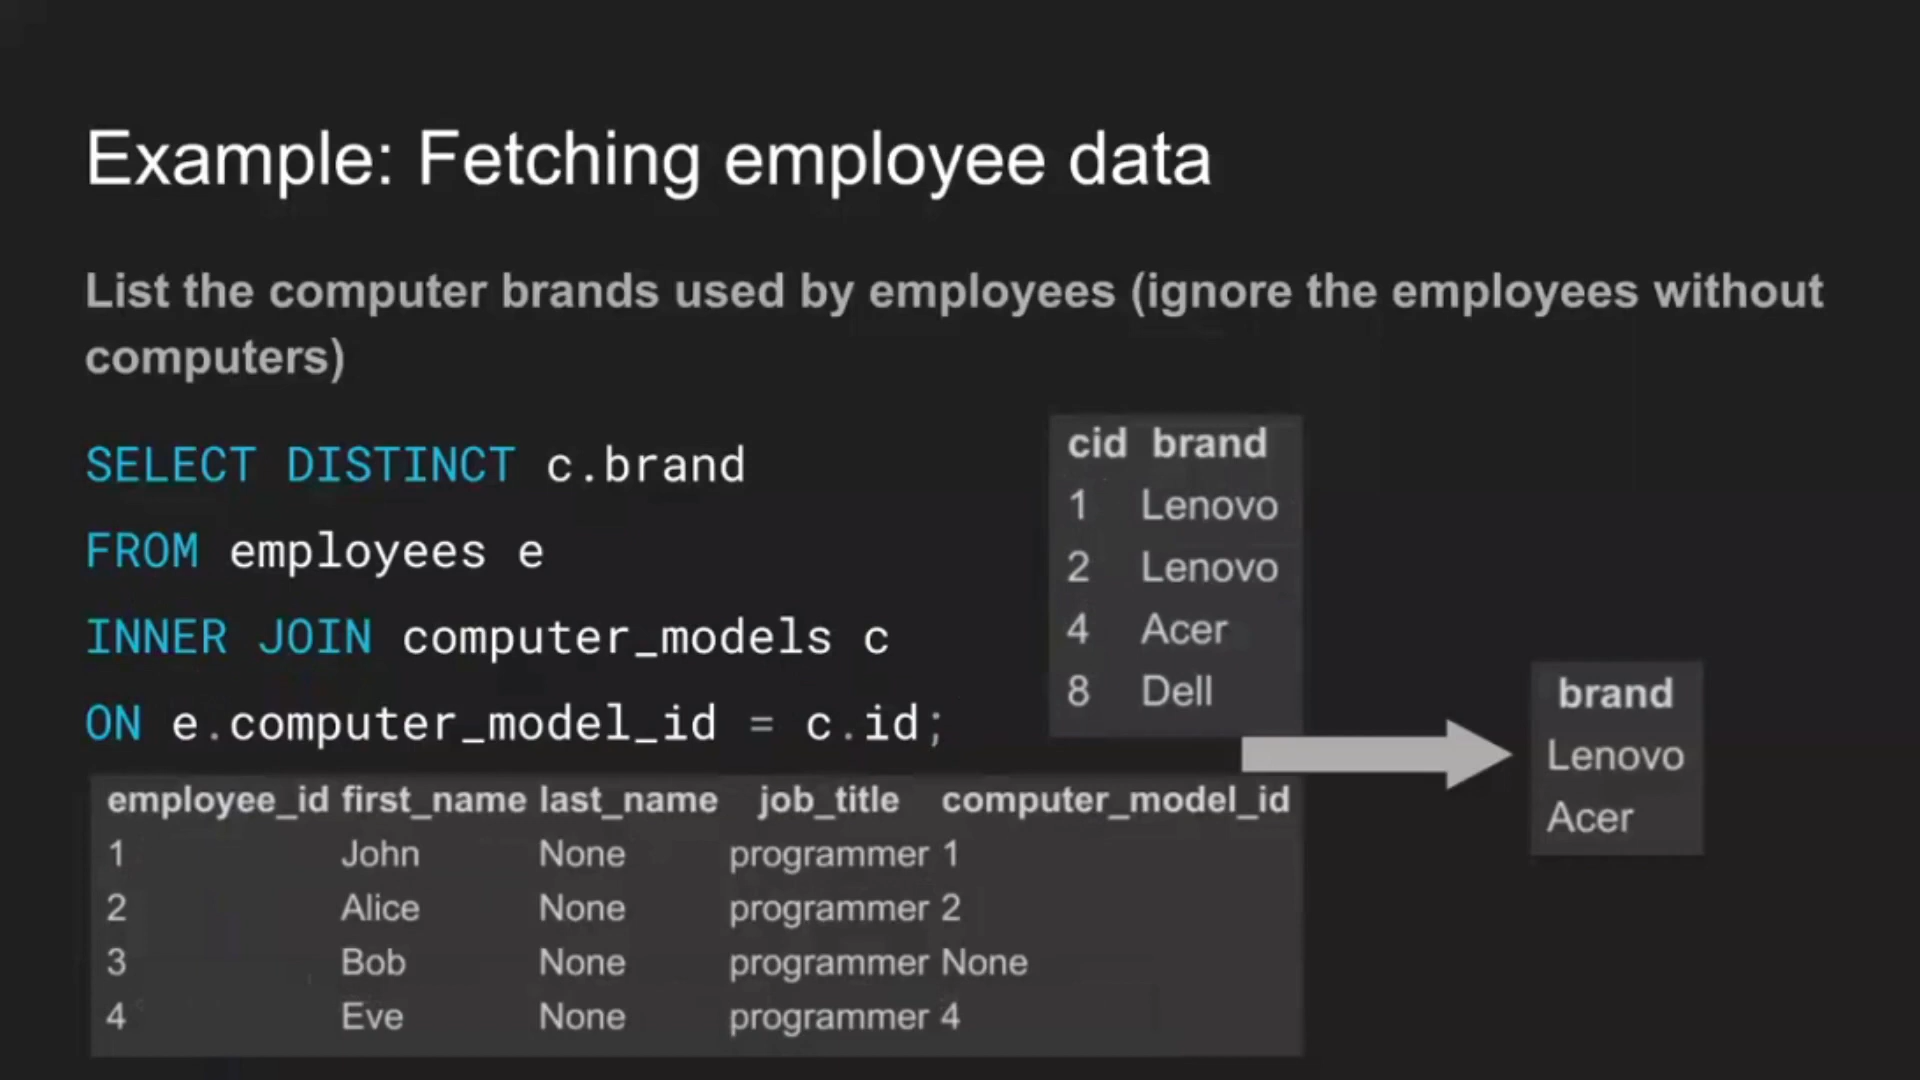 Example: Fetching employee data
List the computer brands used by employees (ignore the employees without
computers)
SELECT DISTINCT c.brand
FROM employees e
INNER JOIN computer_models c
ON e.computer_model_id = c.id;
cid brand
1 Lenovo
2 Lenovo
4 Acer
8 Dell
brand
Lenovo
Acer
employee_id first_name last_name job_title computer_model_id
1 John None programmer 1
2 Alice None programmer 2
3 Bob None programmer None
4 Eve None programmer 4